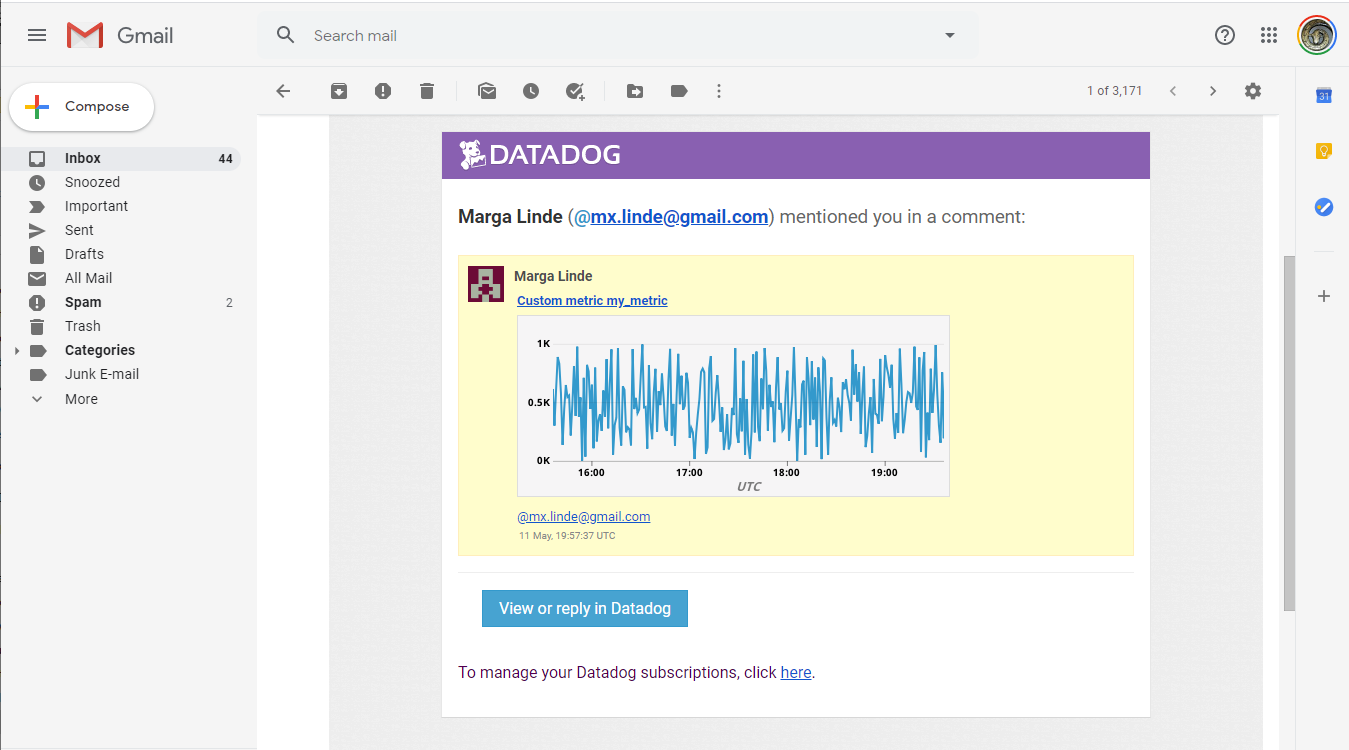 Gmail
Search mail
Compose
1 of 3,171
31
Inbox 44
Snoozed
Important
Sent
Drafts
All Mail
Spam 2
Trash
Categories
Junk E-mail
More
DATADOG
Marga Linde (@mx.linde@gmail.com) mentioned you in a comment:
Marga Linde
Custom metric my_metric
1K
0.5K
0K
16:00 17:00 18:00 19:00
UTC
@mx.linde@gmail.com
11 May, 19:57:37 UTC
View or reply in Datadog
To manage your Datadog subscriptions, click here.